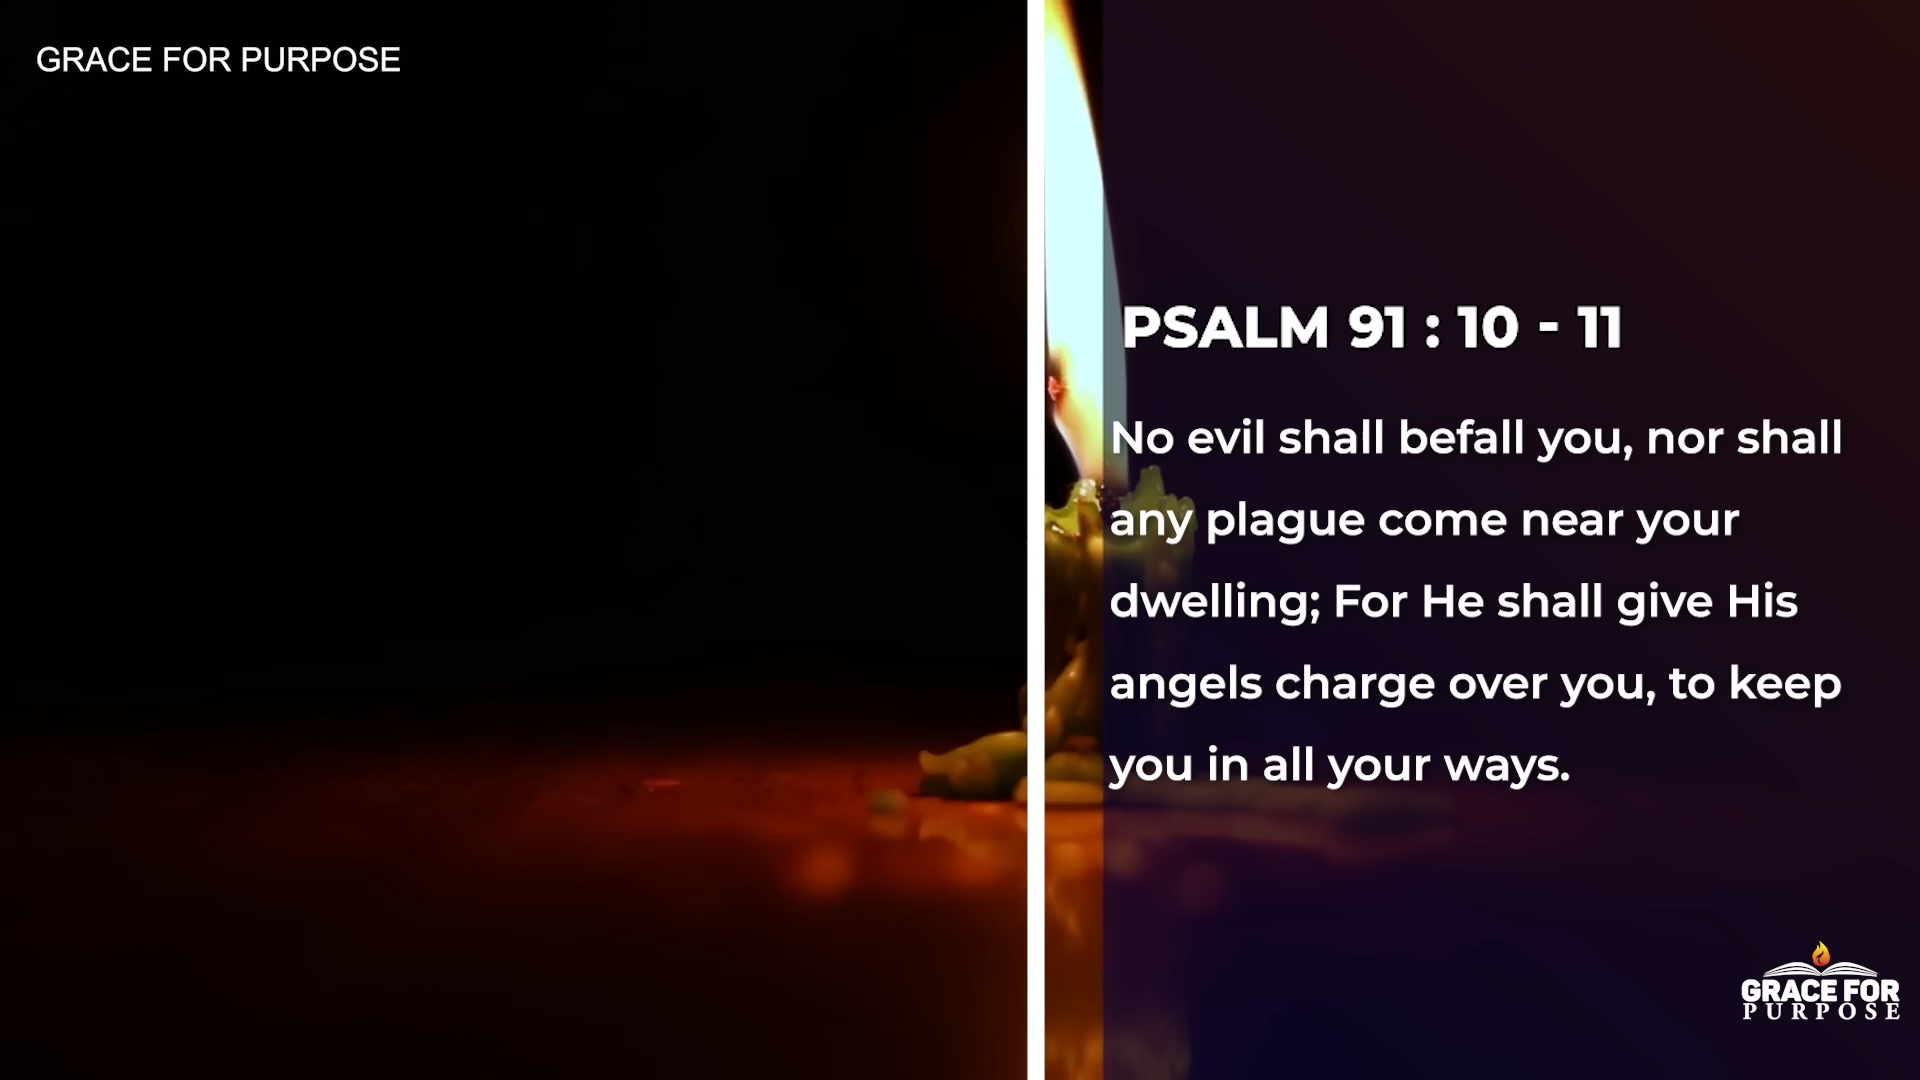 GRACE FOR PURPOSE
PSALM 91 : 10 - 11
No evil shall befall you, nor shall
any plague come near your
dwelling; For He shall give His
angels charge over you, to keep
you in all your ways.
GRACE FOR
PURPOSE